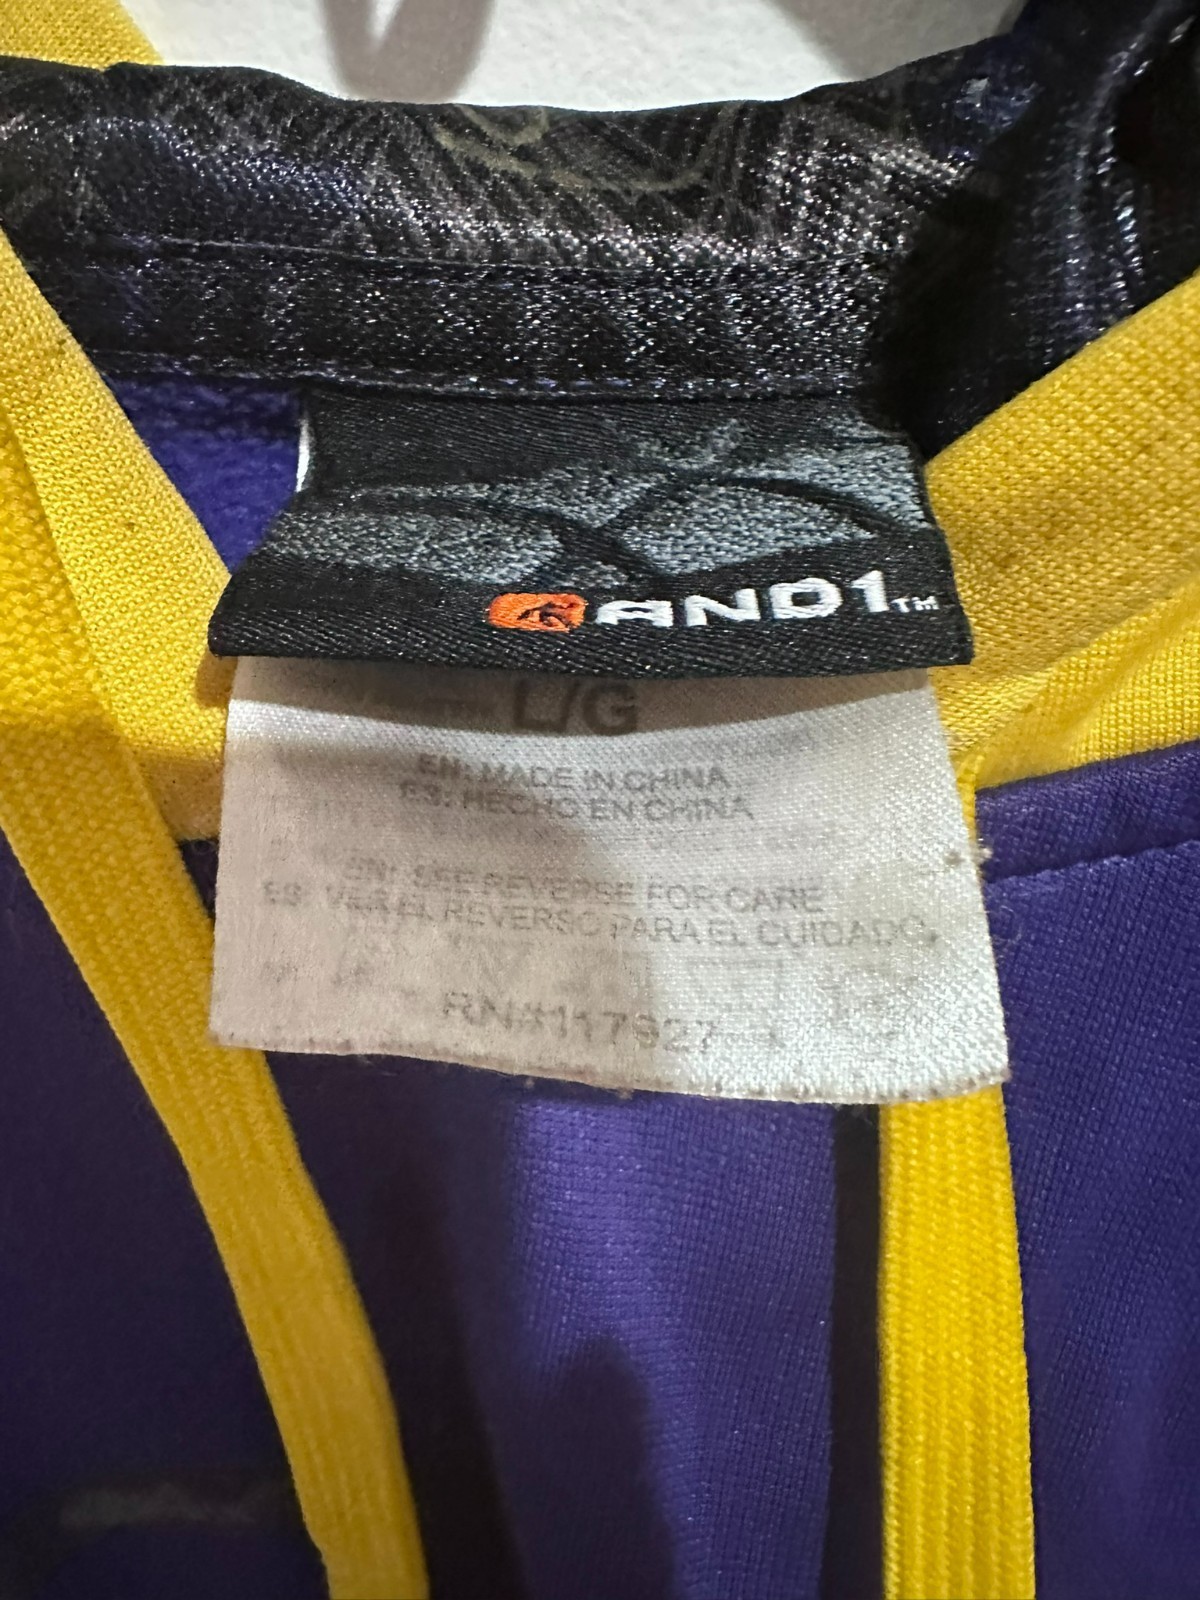 AND1™
L/G
EN: MADE IN CHINA
ES: HECHO EN CHINA
EN: SEE REVERSE FOR CARE
ES: VER EL REVERSO PARA EL CUIDADO.
RN#117927